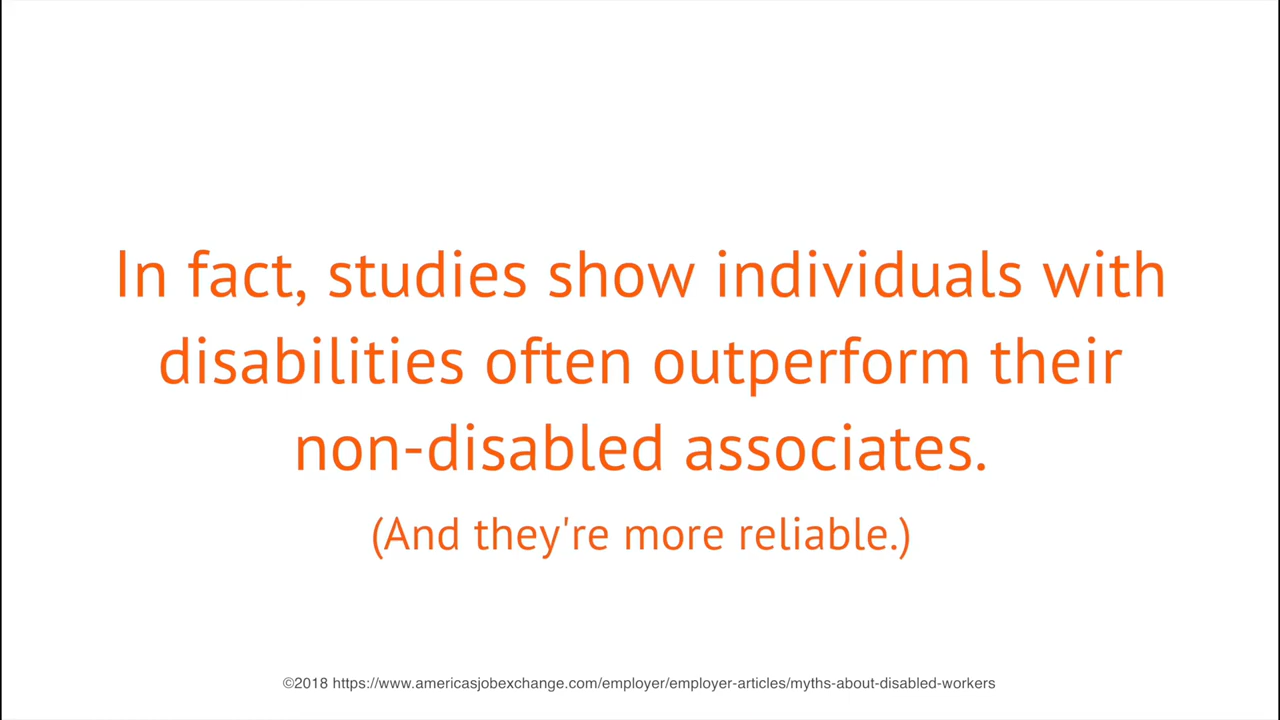 In fact, studies show individuals with
disabilities often outperform their
non-disabled associates.
(And they're more reliable.)
©2018 https://www.americasjobexchange.com/employer/employer-articles/myths-about-disabled-workers